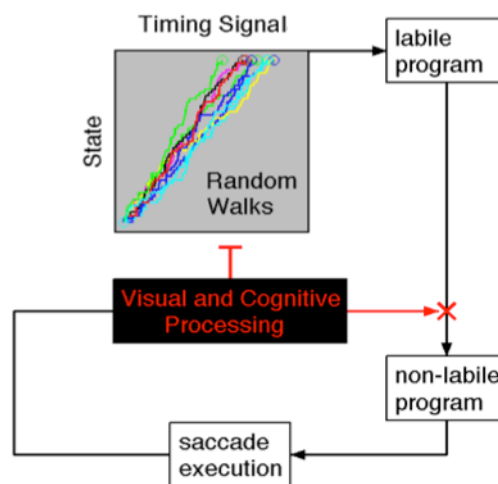 Timing Signal
labile
program
State
Random
Walks
Visual and Cognitive
Processing
non-labile
program
saccade
execution